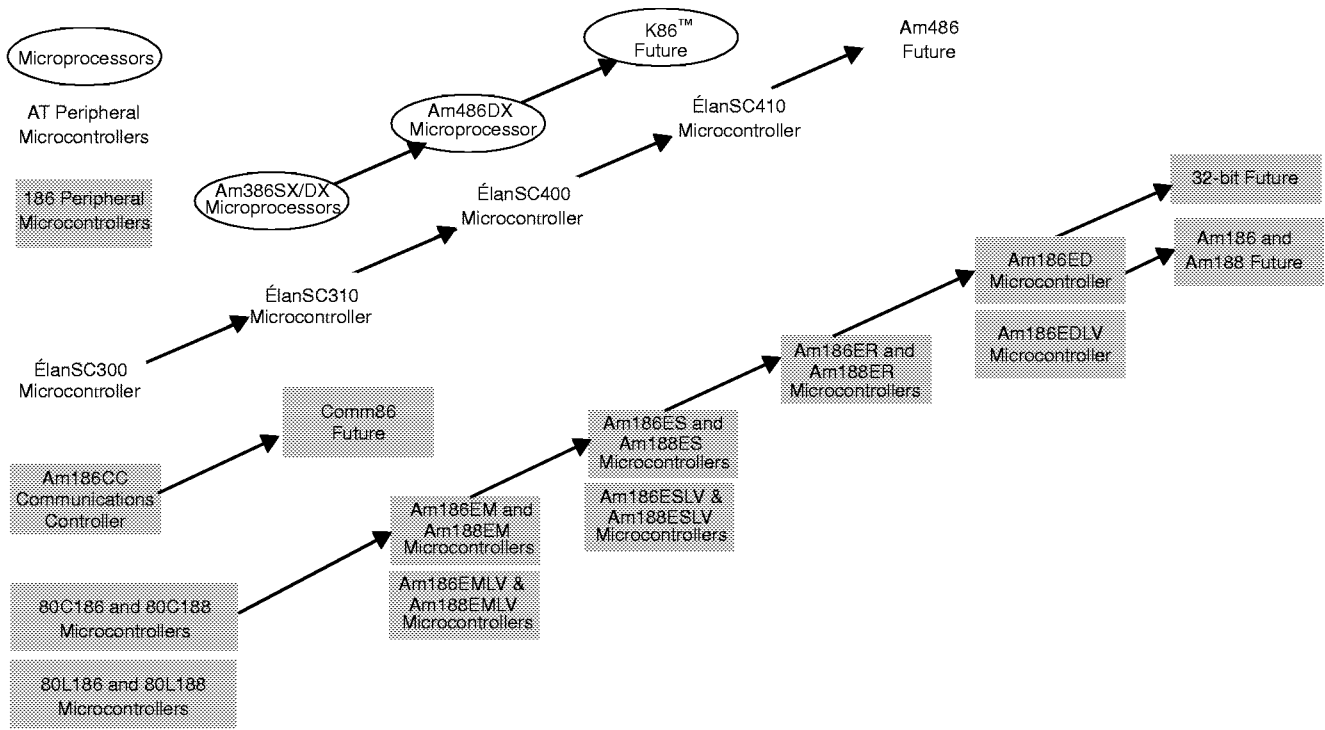 Microprocessors
AT Peripheral
Microcontrollers
186 Peripheral
Microcontrollers
K86™
Future
Am486
Future
Am486DX
Microprocessor
ÉlanSC410
Microcontroller
Am386SX/DX
Microprocessors
ÉlanSC400
Microcontroller
32-bit Future
Am186 and
Am188 Future
Am186ED
Microcontroller
Am186EDLV
Microcontroller
ÉlanSC310
Microcontroller
ÉlanSC300
Microcontroller
Am186ER and
Am188ER
Microcontrollers
Comm86
Future
Am186ES and
Am188ES
Microcontrollers
Am186ESLV &
Am188ESLV
Microcontrollers
Am186CC
Communications
Controller
Am186EM and
Am188EM
Microcontrollers
Am186EMLV &
Am188EMLV
Microcontrollers
80C186 and 80C188
Microcontrollers
80L186 and 80L188
Microcontrollers